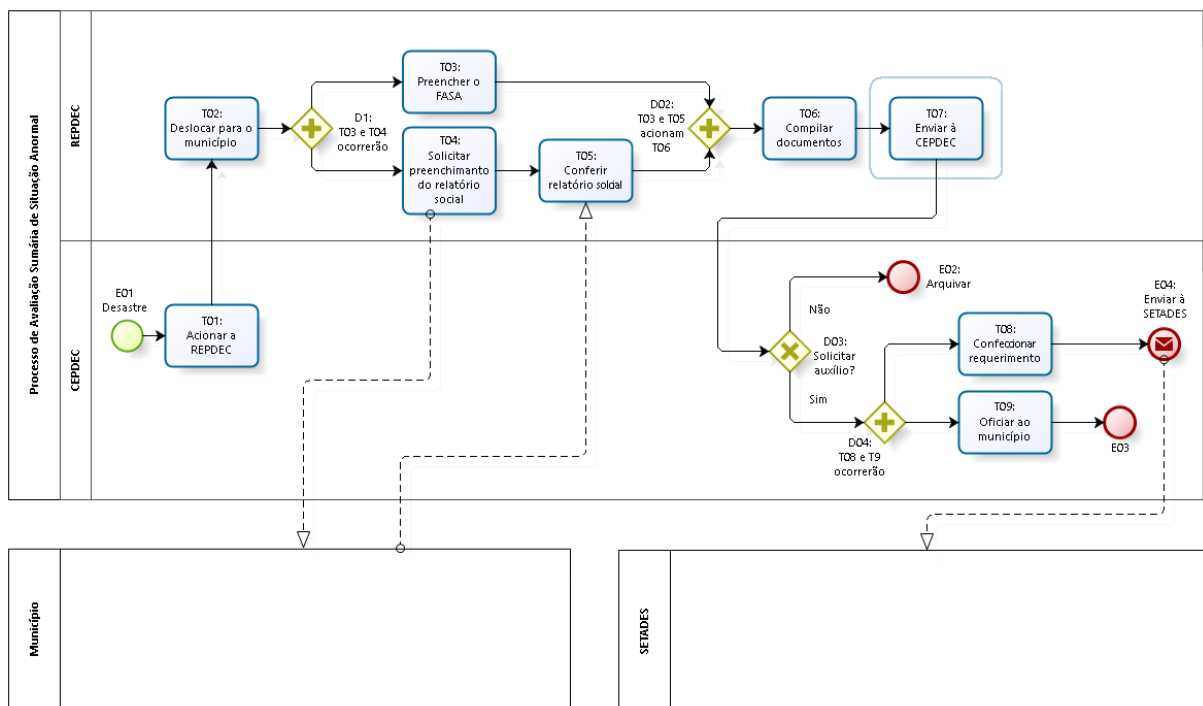 Processo de Avaliação Sumária de Situação Anormal
REPDEC
TO2:
Deslocar para o
município
D1:
TO3 e TO4
ocorrerão
TO3:
Preencher o
FASA
TO4:
Solicitar
preenchimanto
do relatório
social
TO5:
Conferir
relatório soldal
DO2:
TO3 e TO5
acionam
TO6
TO6:
Compilar
documentos
TO7:
Enviar à
CEPDEC
CEPDEC
EO1
Desastre
TO1:
Acionar a
REPDEC
EO2:
Arquivar
Não
DO3:
Solicitar
auxílio?
Sim
DO4:
TO8 e T9
ocorrerão
TO8:
Confeccionar
requerimento
TO9:
Oficiar ao
município
EO4:
Enviar à
SETADES
EO3
Município
SETADES